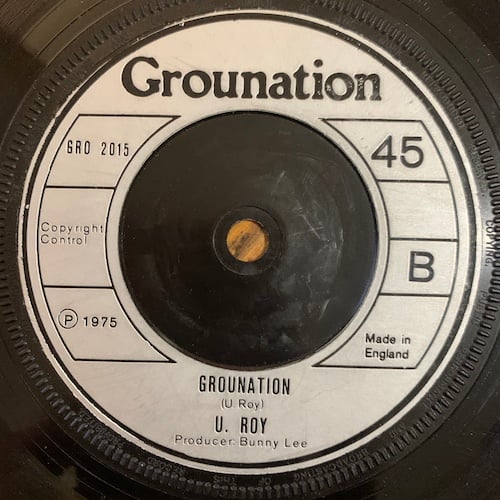 Grounation
GRO 2015
45
Copyright
Control
B
Ⓟ 1975
Made in
England
GROUNATION
(U Roy)
U. ROY
Producer: Bunny Lee